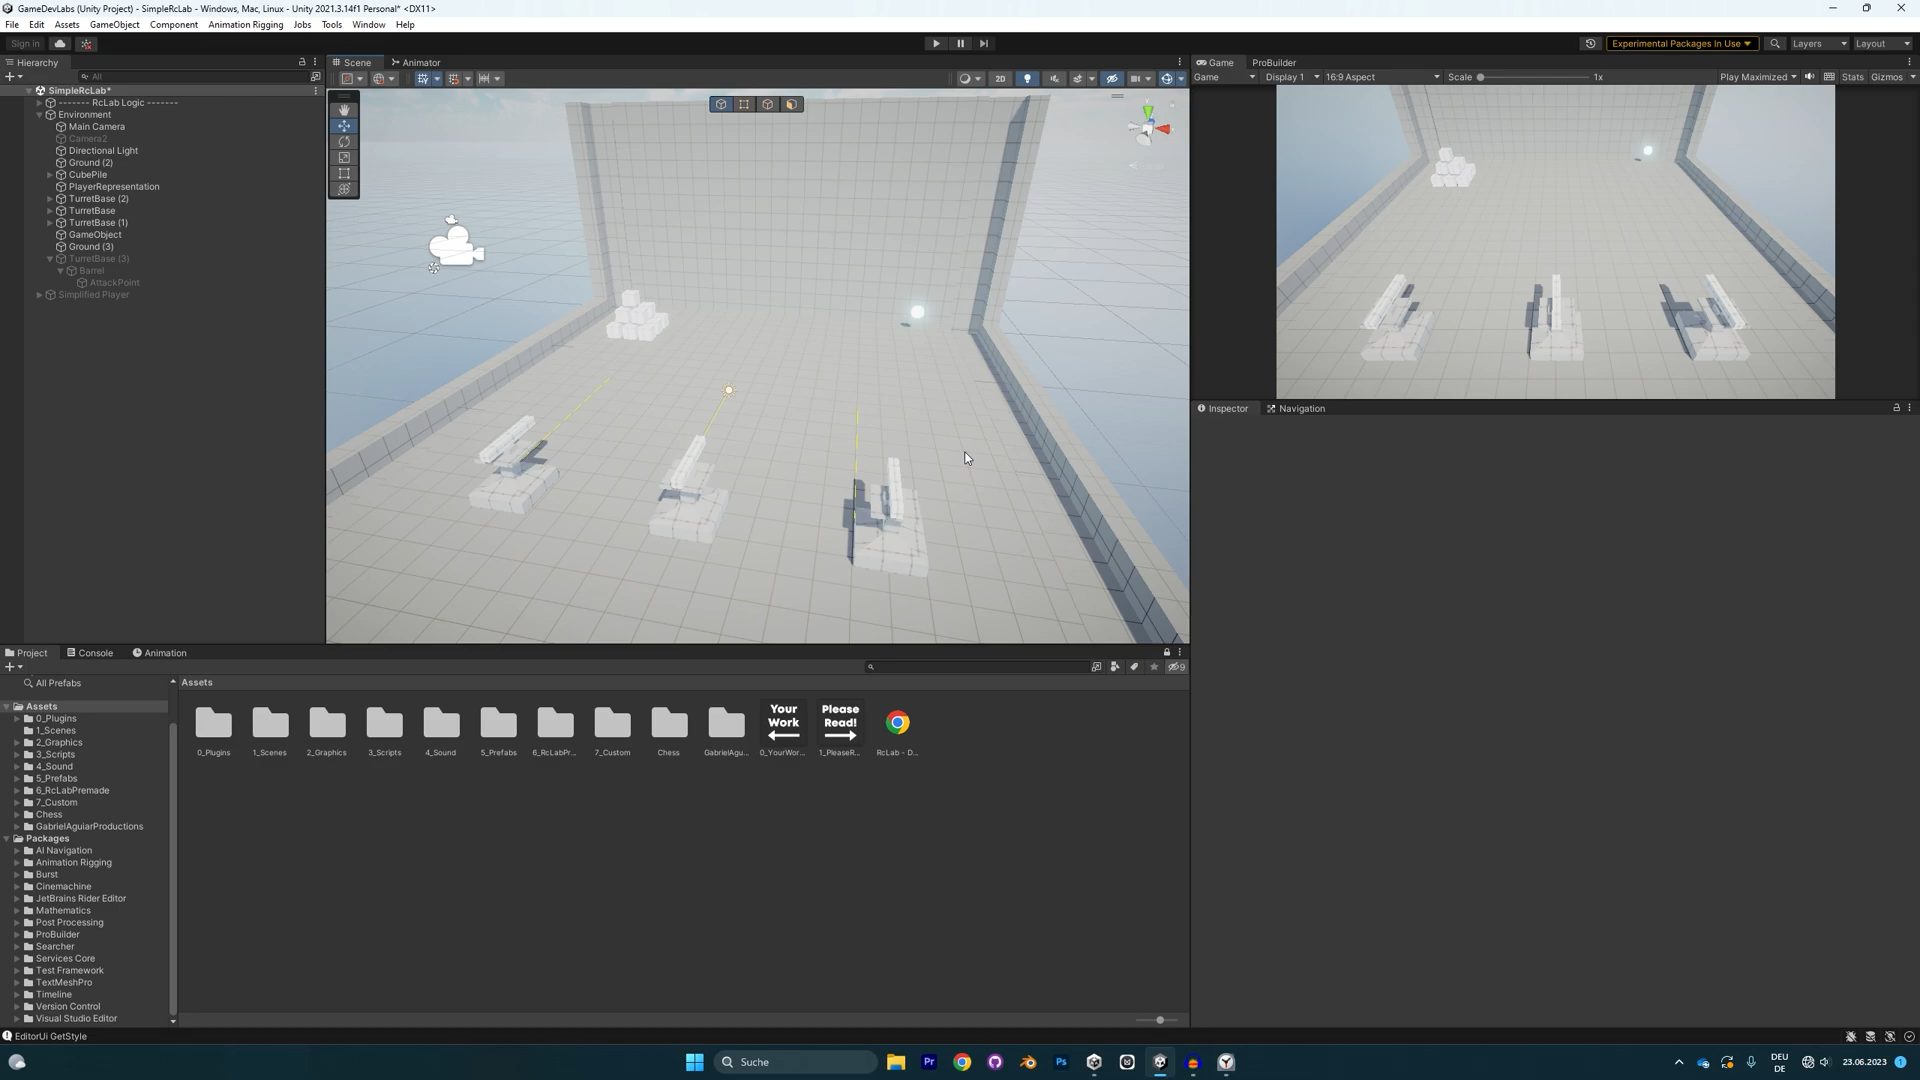 GameDevLabs (Unity Project) - SimpleRcLab - Windows, Mac, Linux - Unity 2021.3.14f1 Personal* <DX11>
File Edit Assets GameObject Component Animation Rigging Jobs Tools Window Help
Sign in
Experimental Packages In Use
Layers
Layout
Hierarchy
All
SimpleRcLab*
------- RcLab Logic -------
Environment
Main Camera
Camera2
Directional Light
Ground (2)
CubePile
PlayerRepresentation
TurretBase (2)
TurretBase
TurretBase (1)
GameObject
Ground (3)
TurretBase (3)
Barrel
AttackPoint
Simplified Player
Scene Animator
2D
Game ProBuilder
Game Display 1 16:9 Aspect Scale 1x Play Maximized Stats Gizmos
Inspector Navigation
Project Console Animation
9
All Prefabs
Assets
0_Plugins
1_Scenes
2_Graphics
3_Scripts
4_Sound
5_Prefabs
6_RcLabPremade
7_Custom
Chess
GabrielAguiarProductions
Packages
AI Navigation
Animation Rigging
Burst
Cinemachine
JetBrains Rider Editor
Mathematics
Post Processing
ProBuilder
Searcher
Services Core
Test Framework
TextMeshPro
Timeline
Version Control
Visual Studio Editor
Assets
Your Work
Please Read!
0_Plugins 1_Scenes 2_Graphics 3_Scripts 4_Sound 5_Prefabs 6_RcLabPr... 7_Custom Chess GabrielAgu... 0_YourWor... 1_PleaseR... RcLab - D...
EditorUi GetStyle
Suche
Pr
Ps
DEU
DE
23.06.2023
1